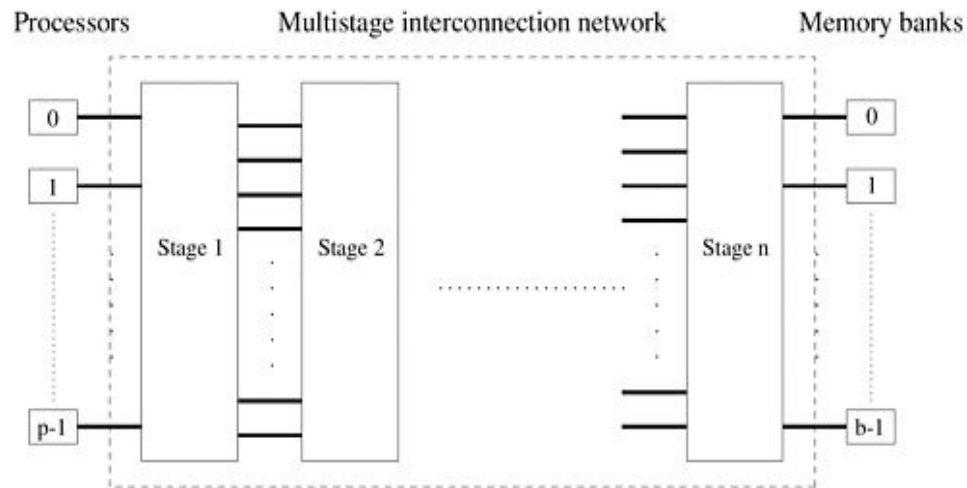 Processors Multistage interconnection network Memory banks
0 0
1 1
Stage 1 Stage 2 Stage n
p-1 b-1